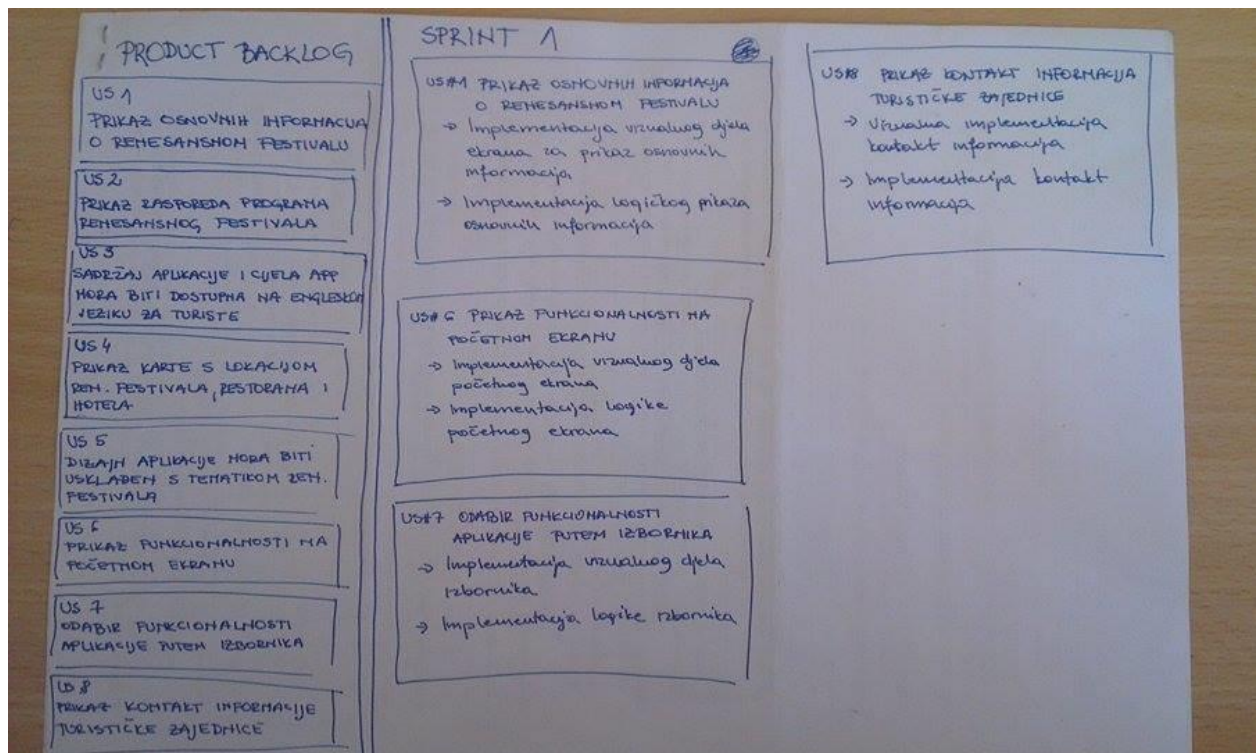 PRODUCT BACKLOG
US 1
PRIKAZ OSNOVNIH INFORMACIJA
O RENESANSNOM FESTIVALU
US 2
PRIKAZ RASPOREDA PROGRAMA
RENESANSNOG FESTIVALA
US 3
SADRŽAJ APLIKACIJE I CIJELA APP
MORA BITI DOSTUPNA NA ENGLESKOM
JEZIKU ZA TURISTE
US 4
PRIKAZ KARTE S LOKACIJOM
REN. FESTIVALA, RESTORANA I
HOTELA
US 5
DIZAJN APLIKACIJE MORA BITI
USKLAĐEN S TEMATIKOM REN.
FESTIVALA
US 6
PRIKAZ FUNKCIONALNOSTI NA
POČETNOM EKRANU
US 7
ODABIR FUNKCIONALNOSTI
APLIKACIJE PUTEM IZBORNIKA
US 8
PRIKAZ KONTAKT INFORMACIJE
TURISTIČKE ZAJEDNICE
SPRINT 1
US#1 PRIKAZ OSNOVNIH INFORMACIJA
O RENESANSNOM FESTIVALU
→ Implementacija vizualnog djela
ekrana za prikaz osnovnih
informacija
→ Implementacija logičkog prikaza
osnovnih informacija
US#6 PRIKAZ FUNKCIONALNOSTI NA
POČETNOM EKRANU
→ Implementacija vizualnog djela
početnog ekrana
→ Implementacija logike
početnog ekrana
US#7 ODABIR FUNKCIONALNOSTI
APLIKACIJE PUTEM IZBORNIKA
→ Implementacija vizualnog djela
izbornika
→ Implementacija logike izbornika
US#8 PRIKAZ KONTAKT INFORMACIJA
TURISTIČKE ZAJEDNICE
→ Vizualna implementacija
kontakt informacija
→ Implementacija kontakt
informacija